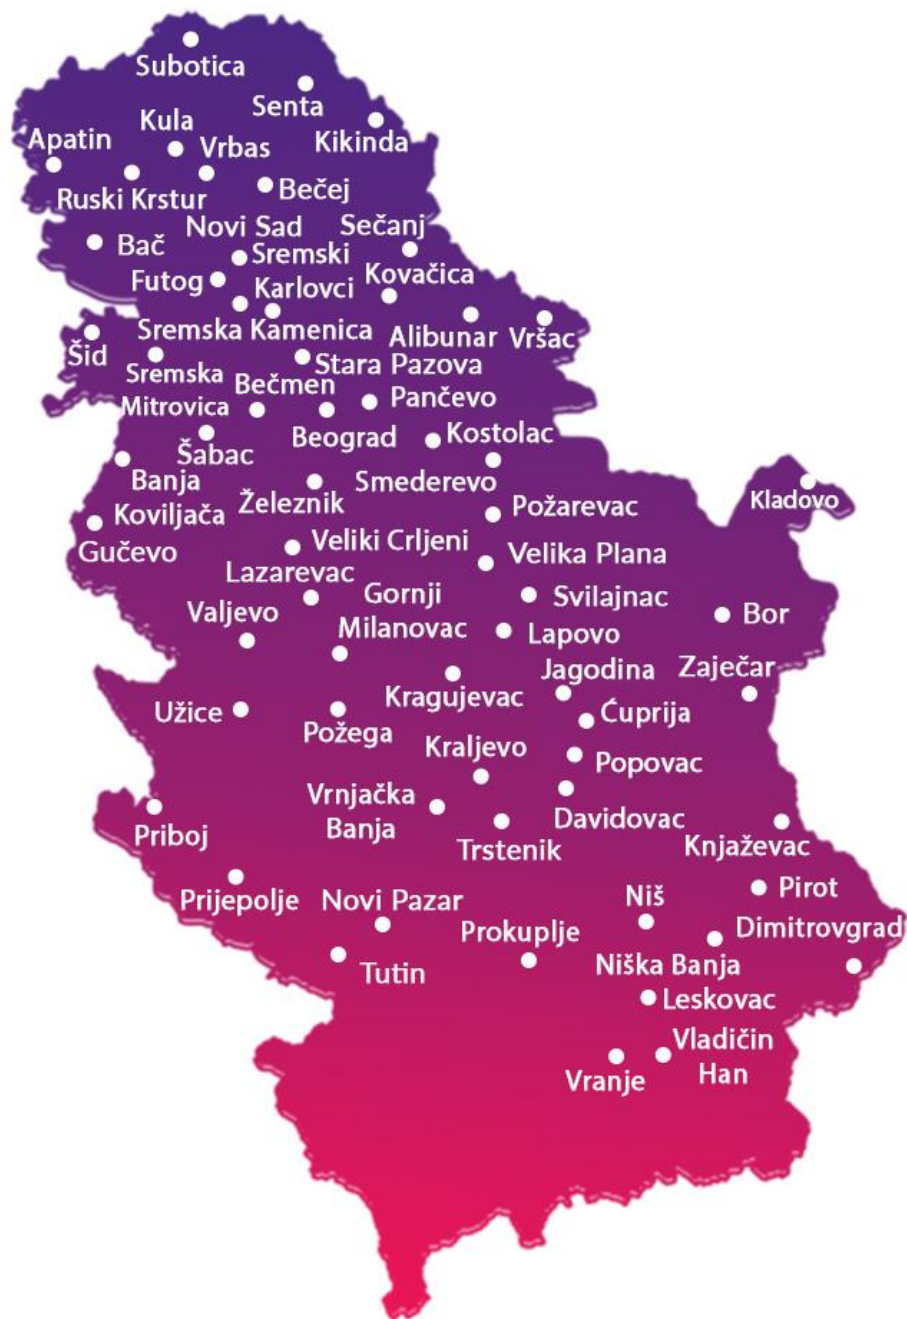 Subotica
Senta
Kula
Kikinda
Apatin
Vrbas
Ruski Krstur
Bečej
Novi Sad
Sečanj
Bač
Sremski
Karlovci
Futog
Kovačica
Sremska Kamenica
Alibunar
Vršac
Šid
Sremska
Mitrovica
Stara Pazova
Bečmen
Pančevo
Beograd
Kostolac
Šabac
Banja
Koviljača
Železnik
Smederevo
Kladovo
Požarevac
Gučevo
Veliki Crljeni
Velika Plana
Lazarevac
Gornji
Milanovac
Svilajnac
Valjevo
Bor
Lapovo
Jagodina
Zaječar
Kragujevac
Užice
Požega
Ćuprija
Kraljevo
Popovac
Vrnjačka
Banja
Davidovac
Priboj
Trstenik
Knjaževac
Prijepolje
Novi Pazar
Niš
Pirot
Prokuplje
Dimitrovgrad
Tutin
Niška Banja
Leskovac
Vladičin
Han
Vranje